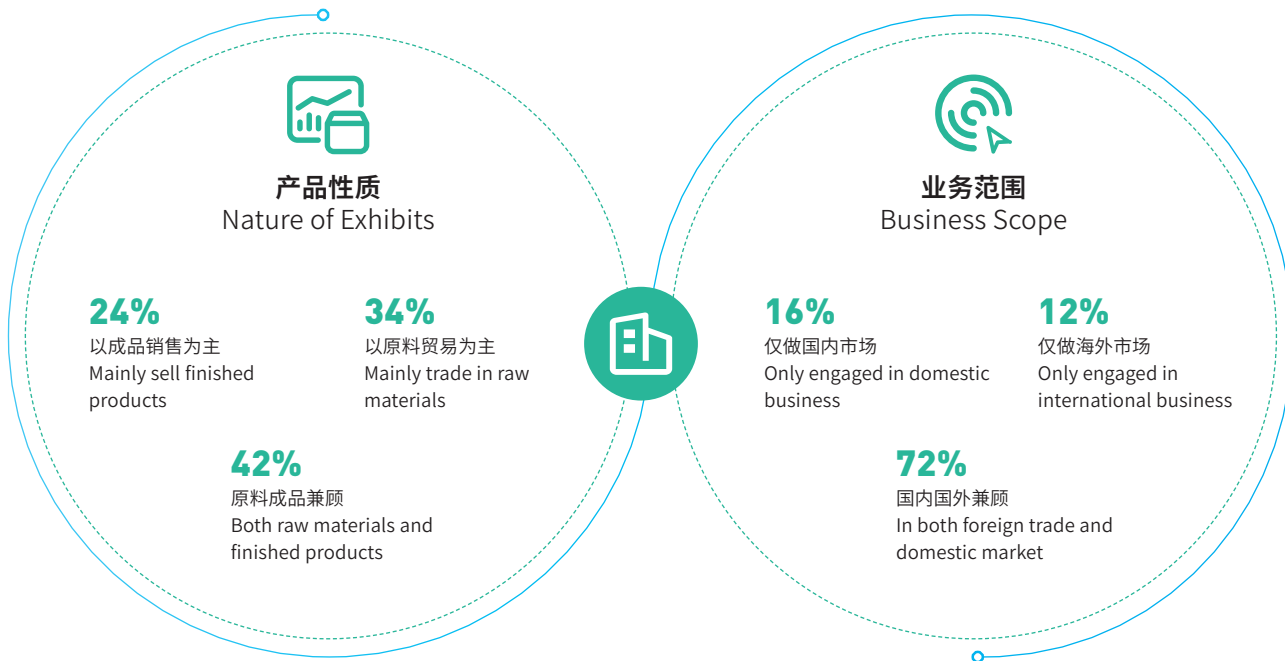 产品性质
Nature of Exhibits
24%
以成品销售为主
Mainly sell finished
products
34%
以原料贸易为主
Mainly trade in raw
materials
42%
原料成品兼顾
Both raw materials and
finished products
业务范围
Business Scope
16%
仅做国内市场
Only engaged in domestic
business
12%
仅做海外市场
Only engaged in
international business
72%
国内国外兼顾
In both foreign trade and
domestic market